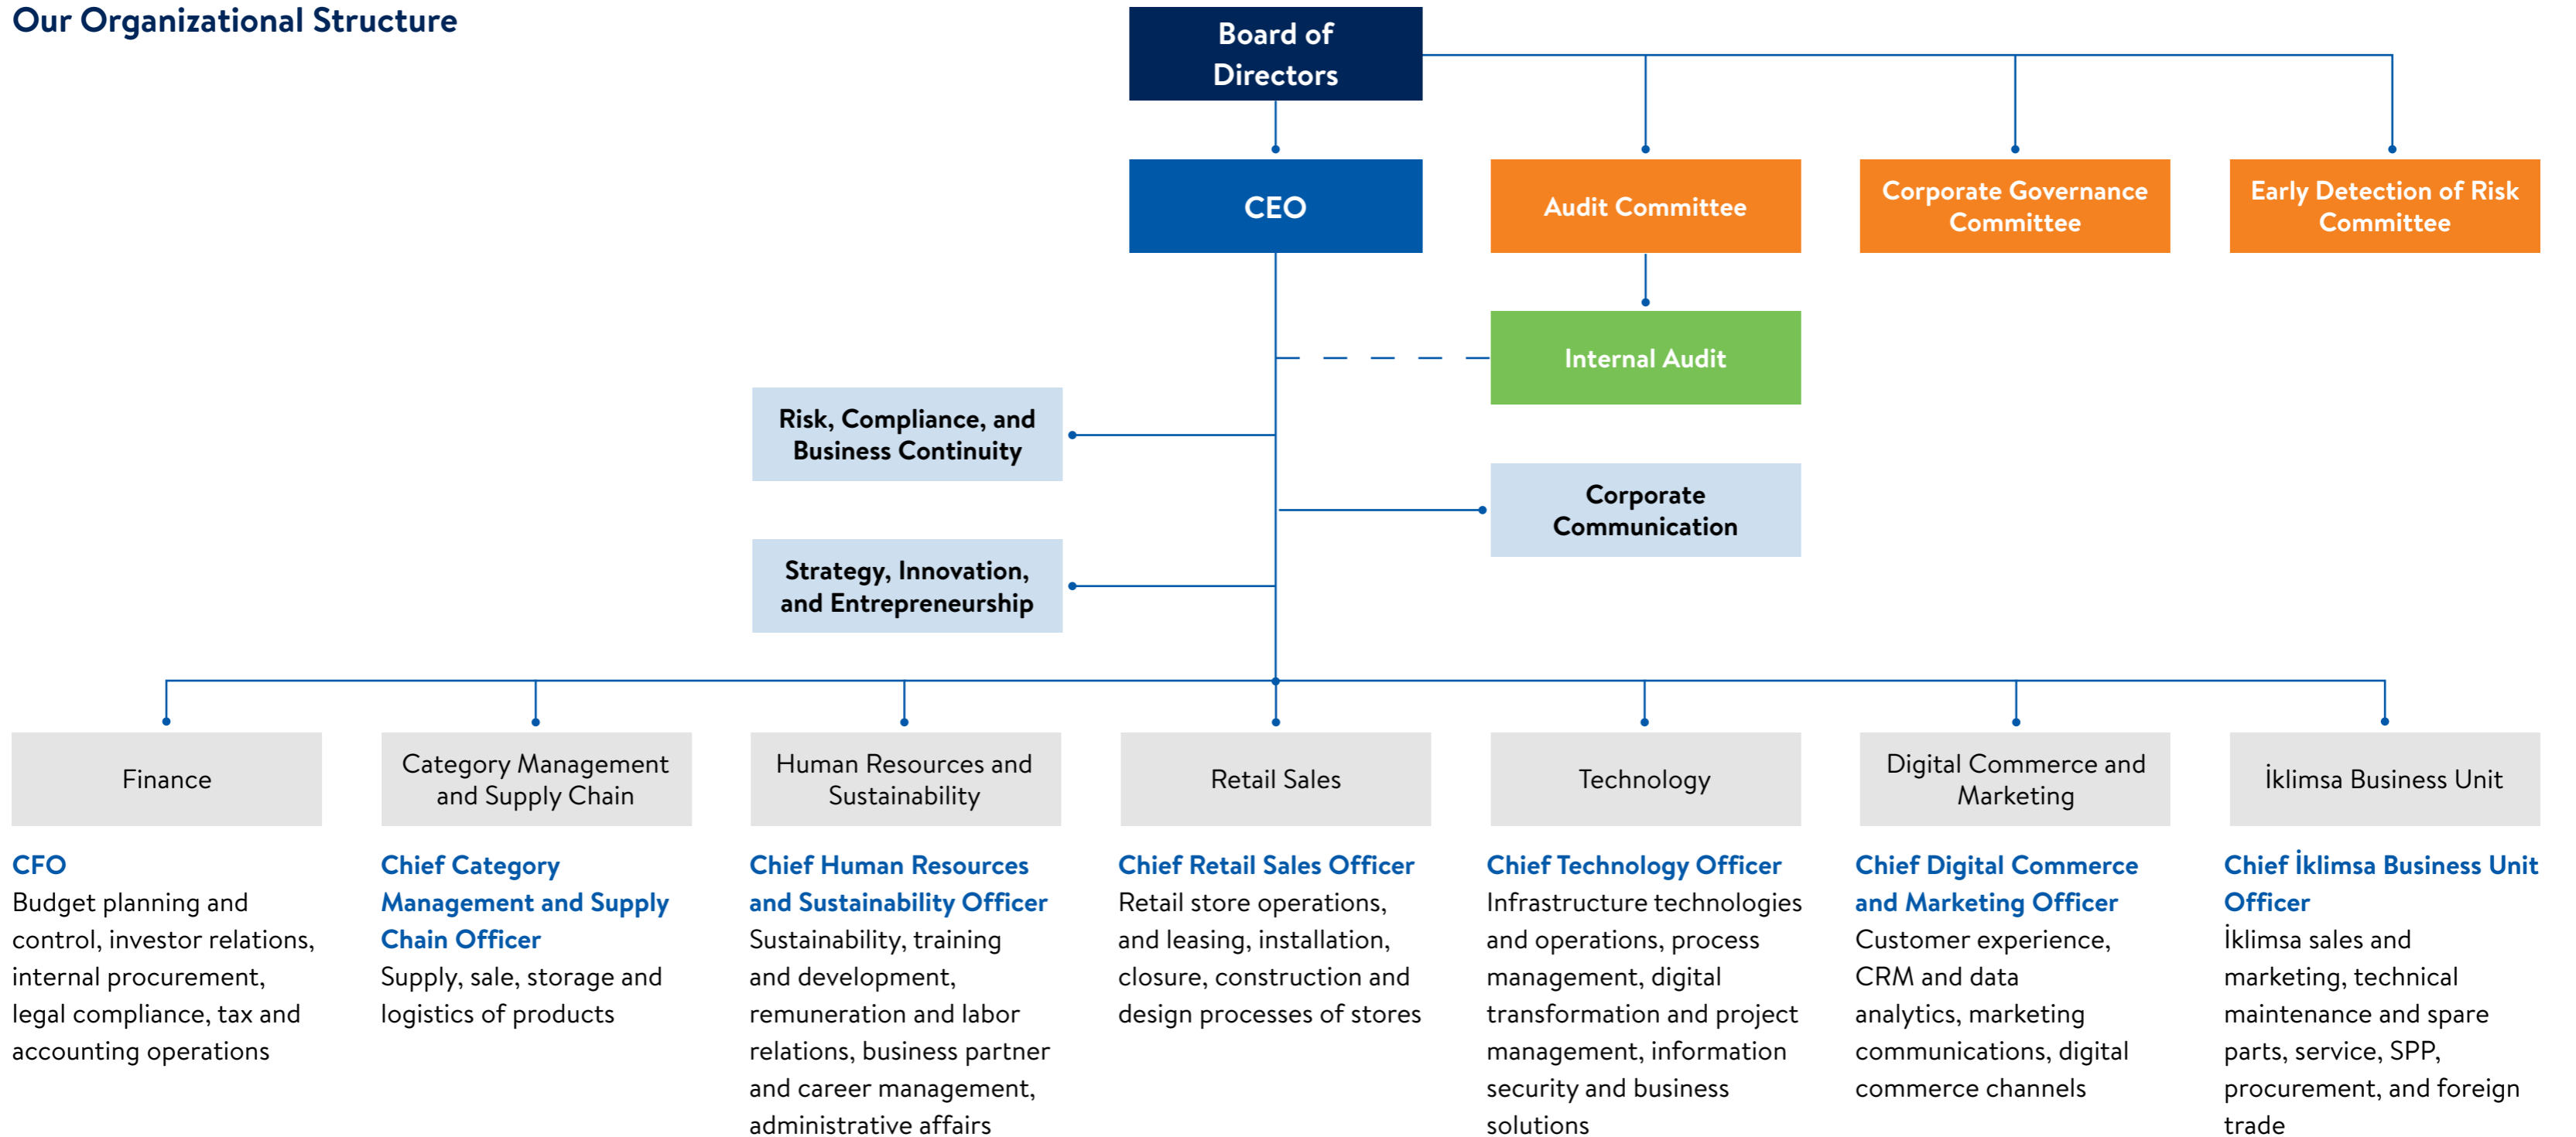 Our Organizational Structure
Board of
Directors
CEO
Audit Committee
Corporate Governance
Committee
Early Detection of Risk
Committee
Internal Audit
Risk, Compliance, and
Business Continuity
Corporate
Communication
Strategy, Innovation,
and Entrepreneurship
Finance
Category Management
and Supply Chain
Human Resources and
Sustainability
Retail Sales
Technology
Digital Commerce and
Marketing
İklimsa Business Unit
CFO
Budget planning and
control, investor relations,
internal procurement,
legal compliance, tax and
accounting operations
Chief Category
Management and Supply
Chain Officer
Supply, sale, storage and
logistics of products
Chief Human Resources
and Sustainability Officer
Sustainability, training
and development,
remuneration and labor
relations, business partner
and career management,
administrative affairs
Chief Retail Sales Officer
Retail store operations,
and leasing, installation,
closure, construction and
design processes of stores
Chief Technology Officer
Infrastructure technologies
and operations, process
management, digital
transformation and project
management, information
security and business
solutions
Chief Digital Commerce
and Marketing Officer
Customer experience,
CRM and data
analytics, marketing
communications, digital
commerce channels
Chief İklimsa Business Unit
Officer
İklimsa sales and
marketing, technical
maintenance and spare
parts, service, SPP,
procurement, and foreign
trade